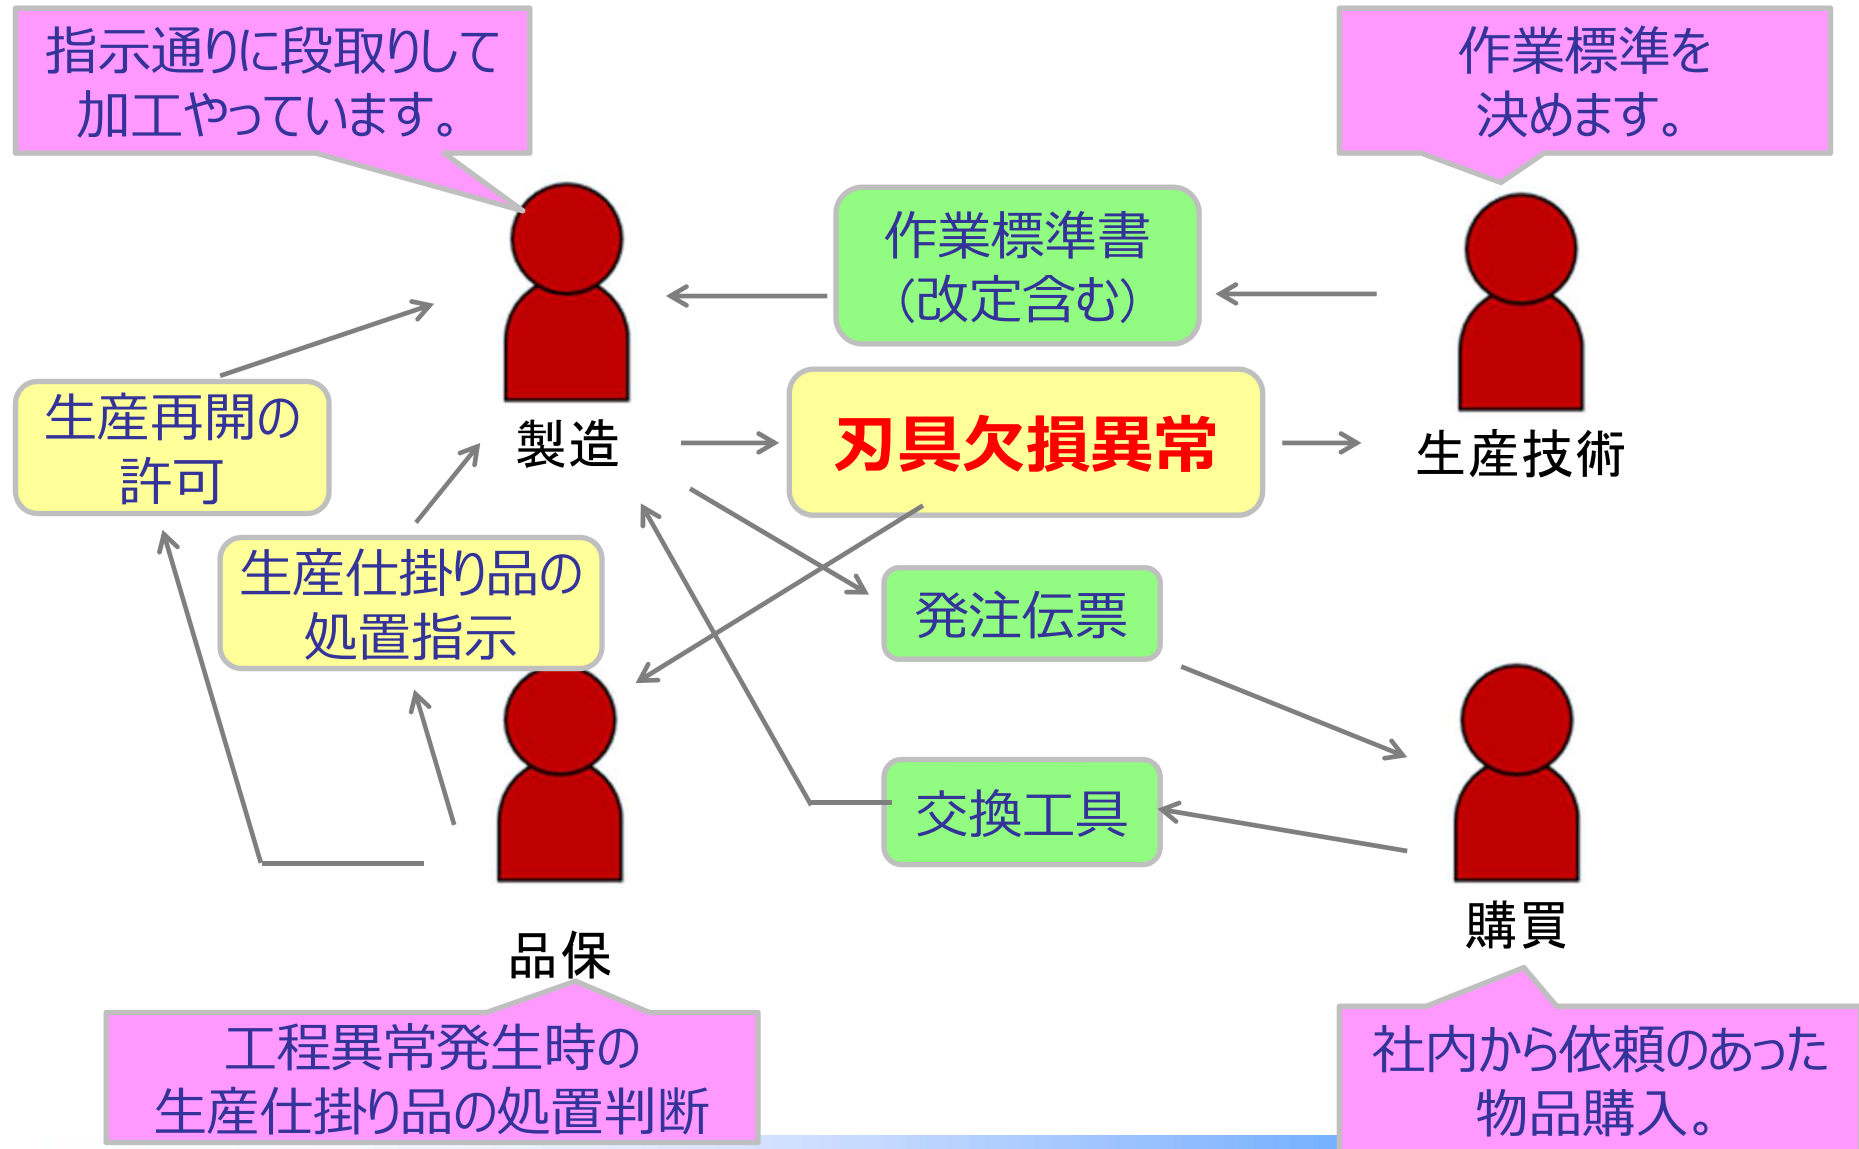 指示通りに段取りして
加工やっています。
作業標準を
決めます。
作業標準書
(改定含む)
生産再開の
許可
製造
刃具欠損異常
生産技術
生産仕掛り品の
処置指示
発注伝票
交換工具
品保
購買
工程異常発生時の
生産仕掛り品の処置判断
社内から依頼のあった
物品購入。